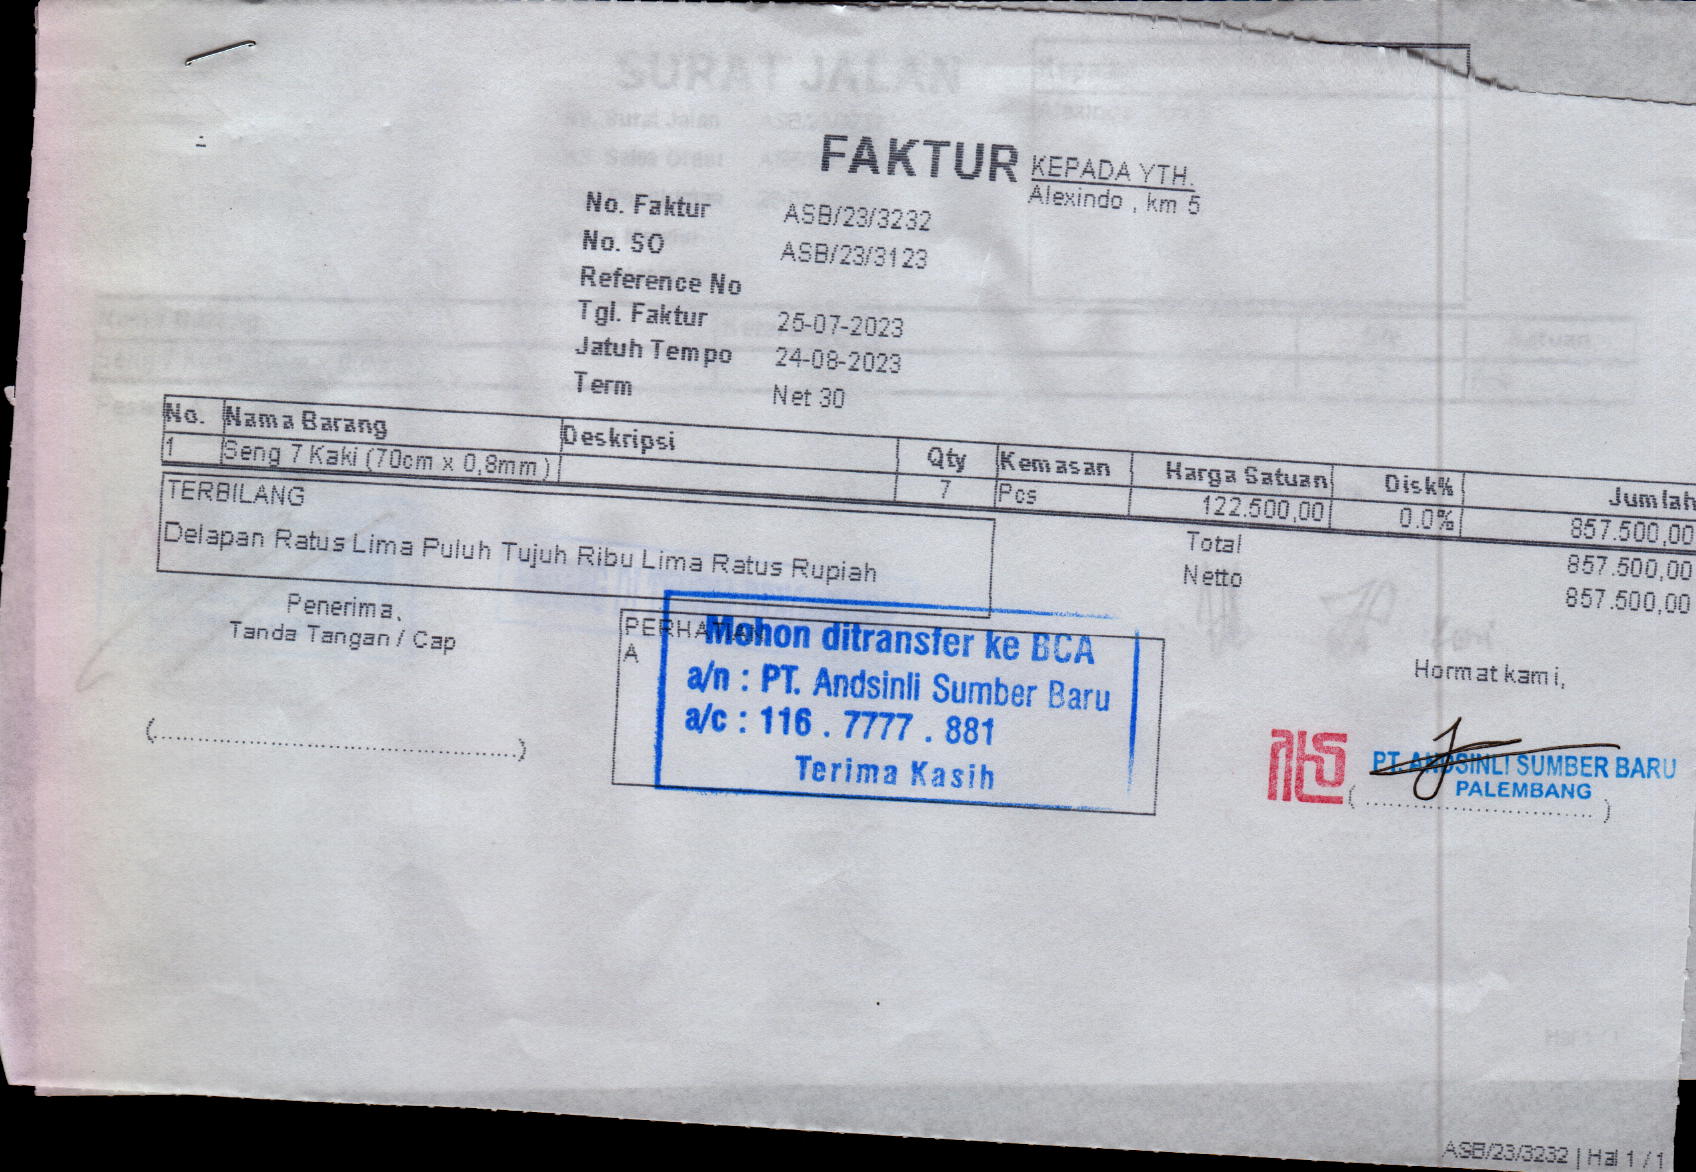 SURAT JALAN
FAKTUR
KEPADA YTH.
Alexindo , km 5
No. Faktur ASB/23/3232
No. SO ASB/23/3123
Reference No
Tgl. Faktur 25-07-2023
Jatuh Tempo 24-08-2023
Term Net 30
No. Nama Barang Deskripsi Qty Kemasan Harga Satuan Disk% Jumlah
1 Seng 7 Kaki (70cm x 0,8mm) 7 Pcs 122.500,00 0.0% 857.500,00
TERBILANG
Delapan Ratus Lima Puluh Tujuh Ribu Lima Ratus Rupiah
Total 857.500,00
Netto 857.500,00
Penerima,
Tanda Tangan / Cap
(....................................................)
PERHATIAN
A
Mohon ditransfer ke BCA
a/n : PT. Andsinli Sumber Baru
a/c : 116 . 7777 . 881
Terima Kasih
Hormat kami,
PT. ANDSINLI SUMBER BARU
PALEMBANG
( .................................. )
ASB/23/3232 | Hal 1 / 1